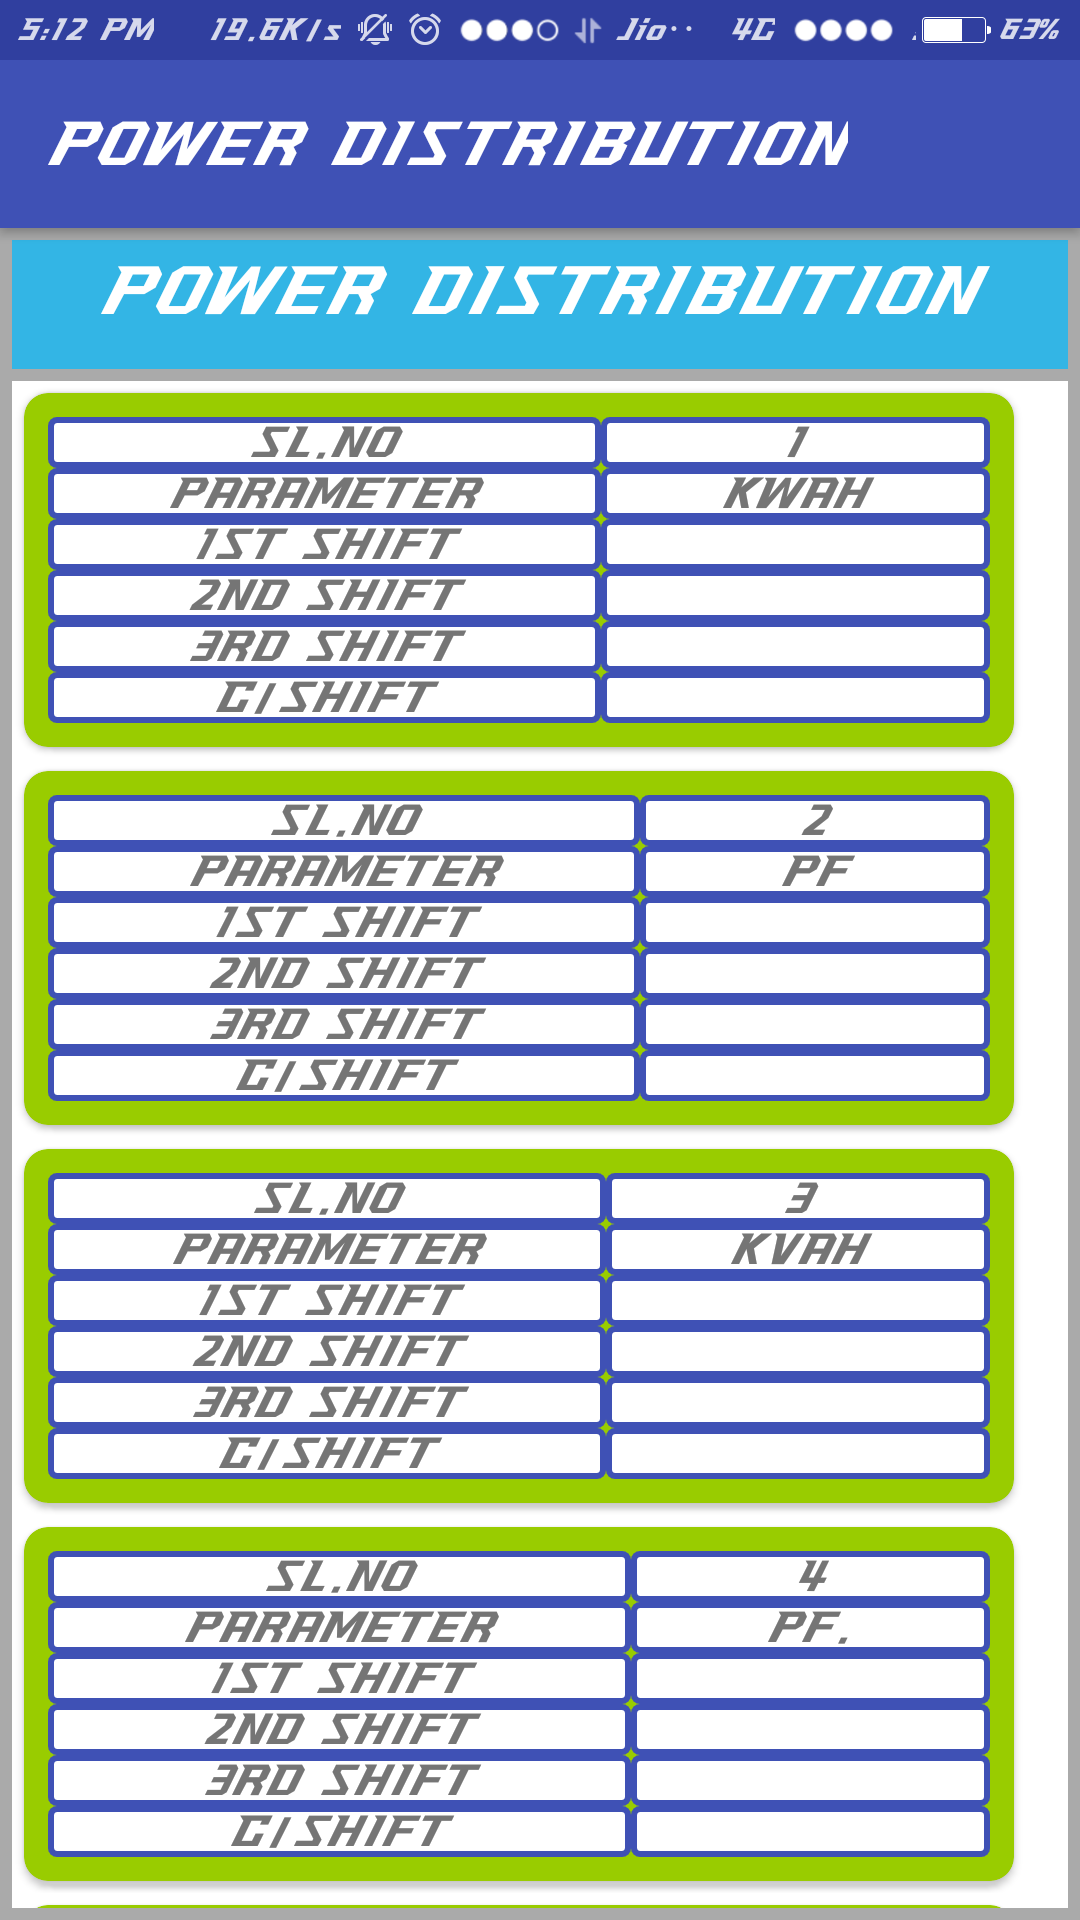 5:12 PM 19.6K/s Jio 4G 63%
POWER DISTRIBUTION
POWER DISTRIBUTION
SL.NO 1
PARAMETER KWAH
1ST SHIFT
2ND SHIFT
3RD SHIFT
G/SHIFT
SL.NO 2
PARAMETER PF
1ST SHIFT
2ND SHIFT
3RD SHIFT
G/SHIFT
SL.NO 3
PARAMETER KVAH
1ST SHIFT
2ND SHIFT
3RD SHIFT
G/SHIFT
SL.NO 4
PARAMETER PF.
1ST SHIFT
2ND SHIFT
3RD SHIFT
G/SHIFT